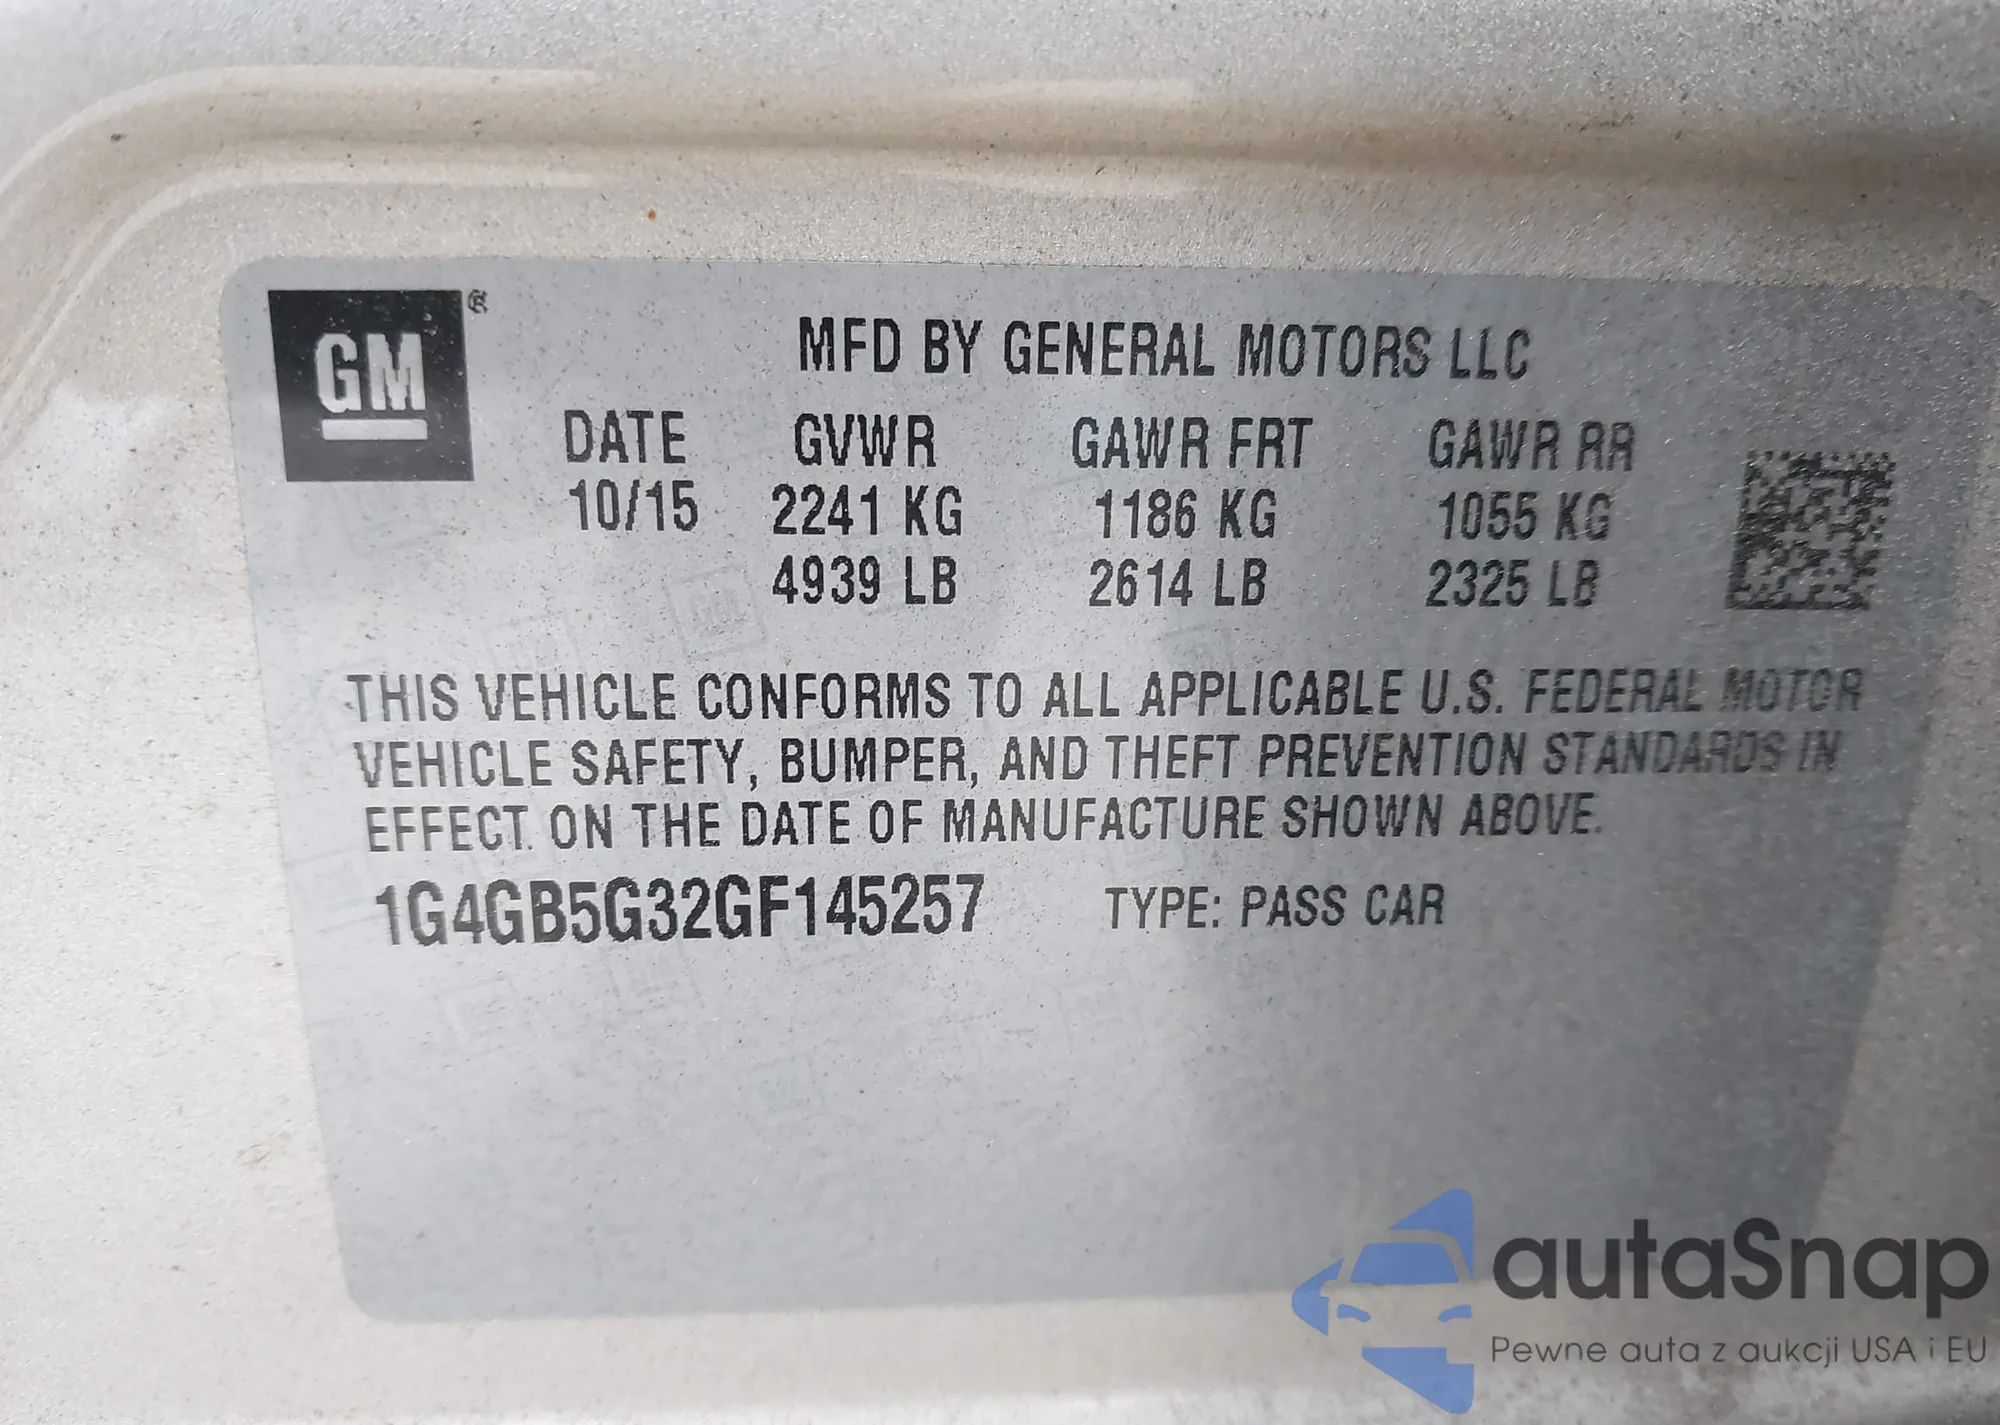 GM®
MFD BY GENERAL MOTORS LLC
DATE GVWR GAWR FRT GAWR RR
10/15 2241 KG 1186 KG 1055 KG
4939 LB 2614 LB 2325 LB
THIS VEHICLE CONFORMS TO ALL APPLICABLE U.S. FEDERAL MOTOR
VEHICLE SAFETY, BUMPER, AND THEFT PREVENTION STANDARDS IN
EFFECT ON THE DATE OF MANUFACTURE SHOWN ABOVE.
1G4GB5G32GF145257 TYPE: PASS CAR
autaSnap
Pewne auta z aukcji USA i EU